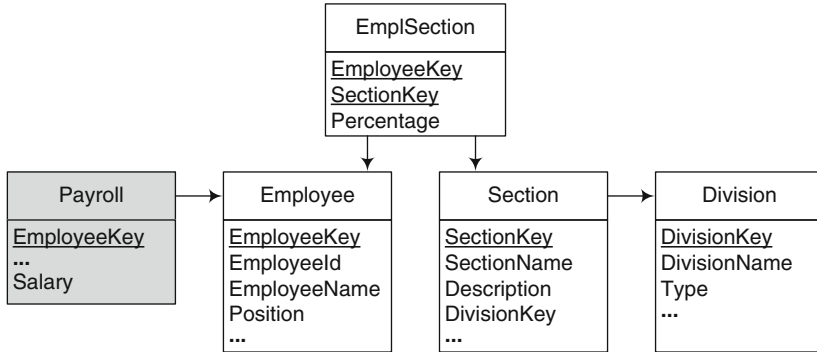 EmplSection
EmployeeKey
SectionKey
Percentage
Payroll
EmployeeKey
...
Salary
Employee
EmployeeKey
EmployeeId
EmployeeName
Position
...
Section
SectionKey
SectionName
Description
DivisionKey
...
Division
DivisionKey
DivisionName
Type
...